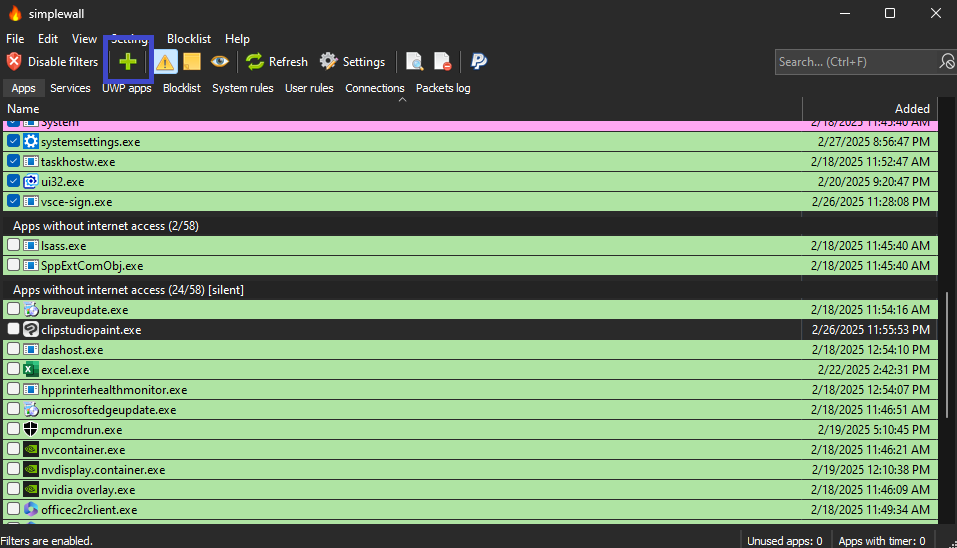 simplewall
File Edit View Setting Blocklist Help
Disable filters Refresh Settings Search... (Ctrl+F)
Apps Services UWP apps Blocklist System rules User rules Connections Packets log
Name Added
System 2/18/2025 11:45:40 AM
systemsettings.exe 2/27/2025 8:56:47 PM
taskhostw.exe 2/18/2025 11:52:47 AM
ui32.exe 2/20/2025 9:20:47 PM
vsce-sign.exe 2/26/2025 11:28:08 PM
Apps without internet access (2/58)
lsass.exe 2/18/2025 11:45:40 AM
SppExtComObj.exe 2/18/2025 11:45:40 AM
Apps without internet access (24/58) [silent]
braveupdate.exe 2/18/2025 11:54:16 AM
clipstudiopaint.exe 2/26/2025 11:55:53 PM
dashost.exe 2/18/2025 12:54:10 PM
excel.exe 2/22/2025 2:42:31 PM
hpprinterhealthmonitor.exe 2/18/2025 12:54:07 PM
microsoftedgeupdate.exe 2/18/2025 11:46:51 AM
mpcmdrun.exe 2/19/2025 5:10:45 PM
nvcontainer.exe 2/18/2025 11:46:21 AM
nvdisplay.container.exe 2/19/2025 12:10:38 PM
nvidia overlay.exe 2/18/2025 11:46:09 AM
officec2rclient.exe 2/18/2025 11:49:34 AM
Filters are enabled. Unused apps: 0 Apps with timer: 0